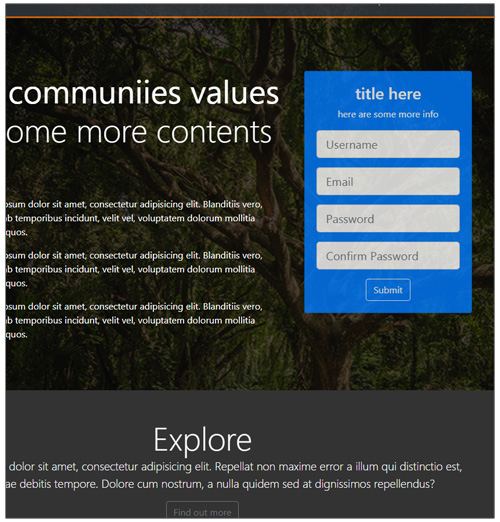 communiies values
ome more contents
psum dolor sit amet, consectetur adipisicing elit. Blanditiis vero,
b temporibus incidunt, velit vel, voluptatem dolorum mollitia
quos.
psum dolor sit amet, consectetur adipisicing elit. Blanditiis vero,
b temporibus incidunt, velit vel, voluptatem dolorum mollitia
quos.
psum dolor sit amet, consectetur adipisicing elit. Blanditiis vero,
b temporibus incidunt, velit vel, voluptatem dolorum mollitia
quos.
title here
here are some more info
Username
Email
Password
Confirm Password
Submit
Explore
dolor sit amet, consectetur adipisicing elit. Repellat non maxime error a illum qui distinctio est,
ae debitis tempore. Dolore cum nostrum, a nulla quidem sed at dignissimos repellendus?
Find out more